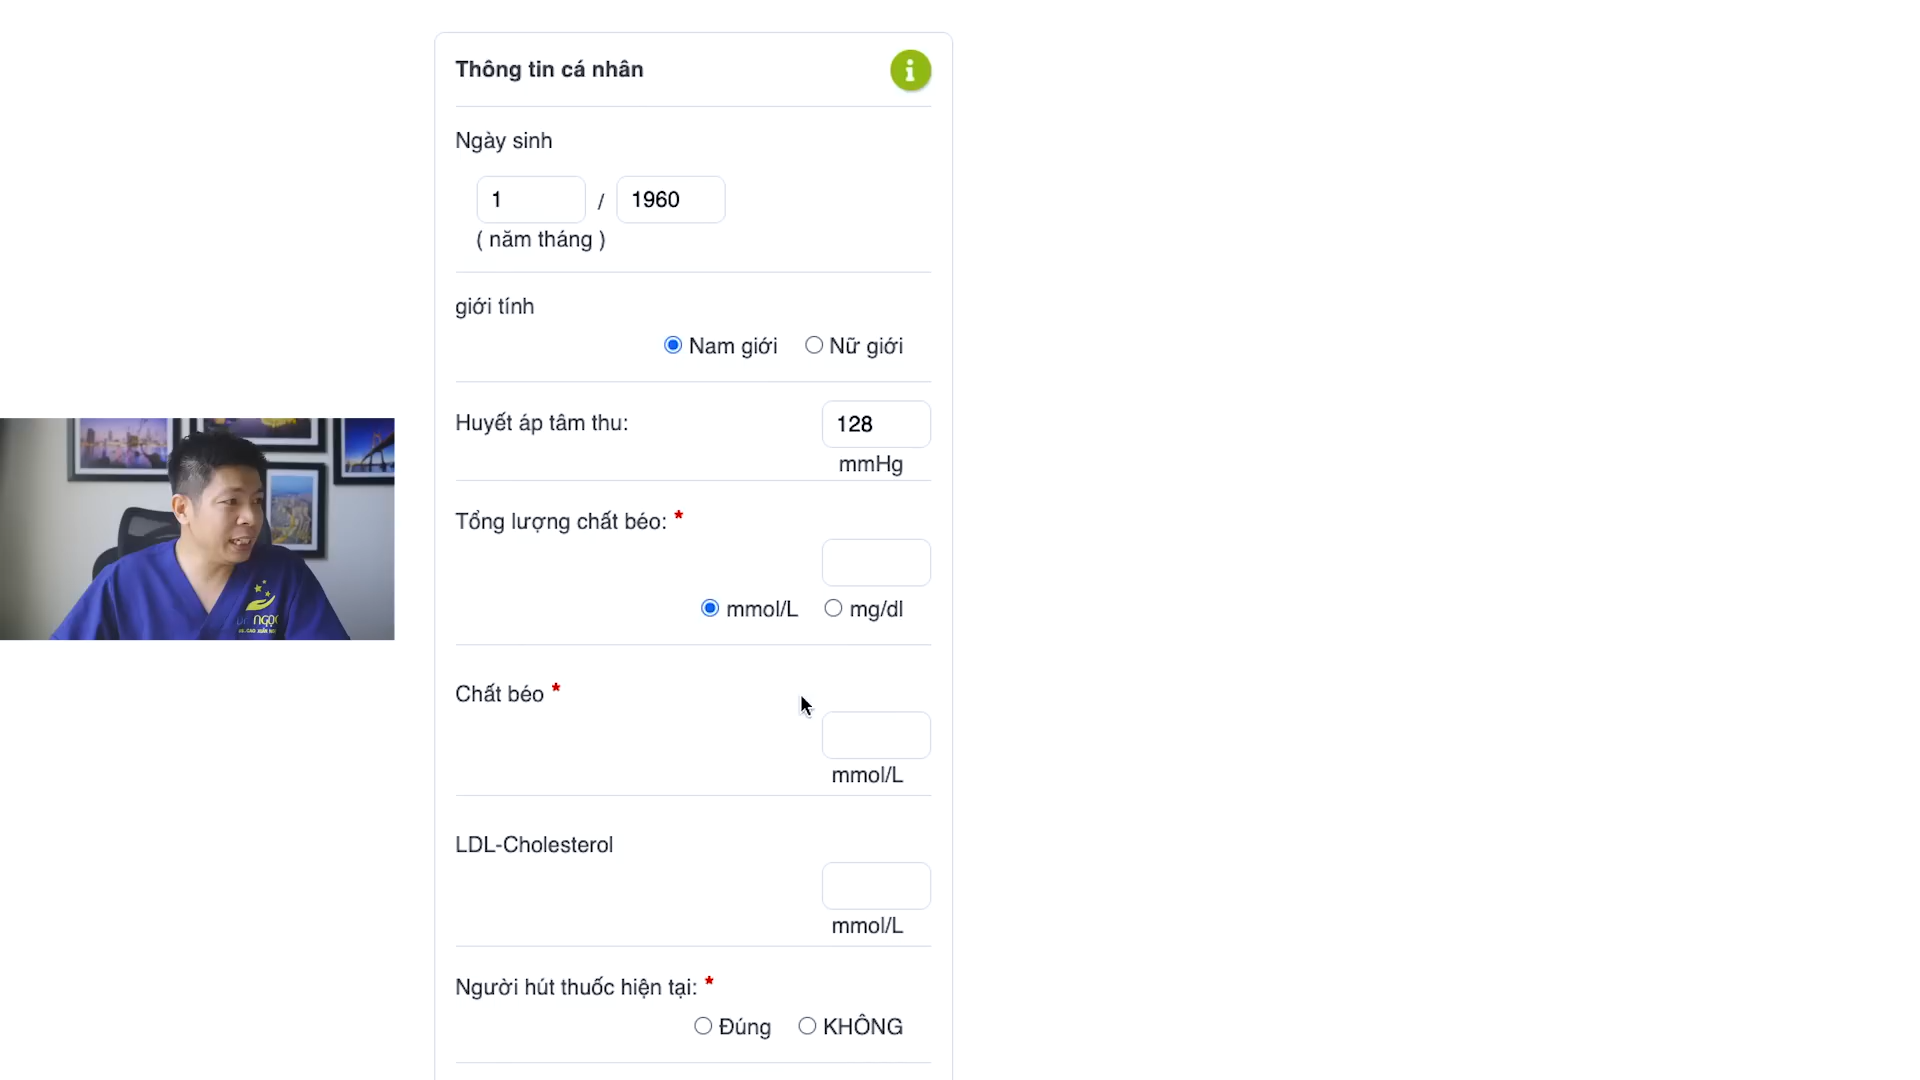 Thông tin cá nhân
Ngày sinh
1 / 1960
( năm tháng )
giới tính
Nam giới Nữ giới
Huyết áp tâm thu:
128
mmHg
Tổng lượng chất béo: *
mmol/L mg/dl
Chất béo *
mmol/L
LDL-Cholesterol
mmol/L
Người hút thuốc hiện tại: *
Đúng KHÔNG
NGỌC